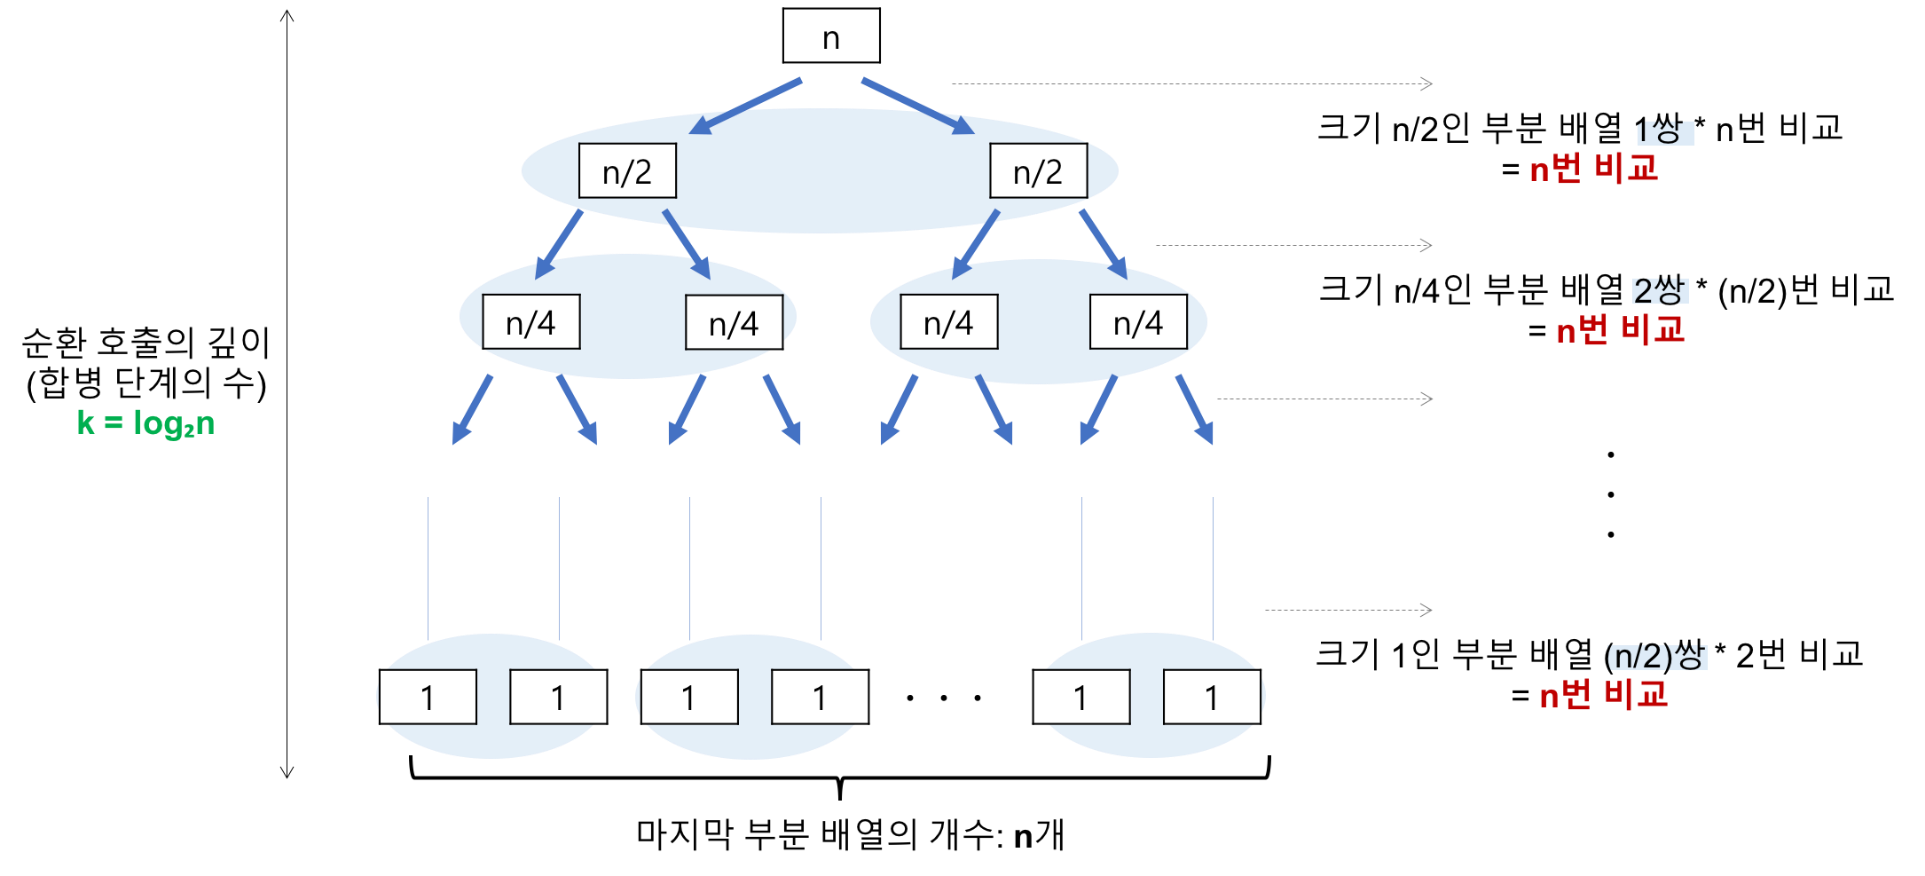 n
크기 n/2인 부분 배열 1쌍 * n번 비교
= n번 비교
n/2 n/2
크기 n/4인 부분 배열 2쌍 * (n/2)번 비교
= n번 비교
n/4 n/4 n/4 n/4
순환 호출의 깊이
(합병 단계의 수)
k = log₂n
크기 1인 부분 배열 (n/2)쌍 * 2번 비교
= n번 비교
1 1 1 1 · · · 1 1
마지막 부분 배열의 개수: n개